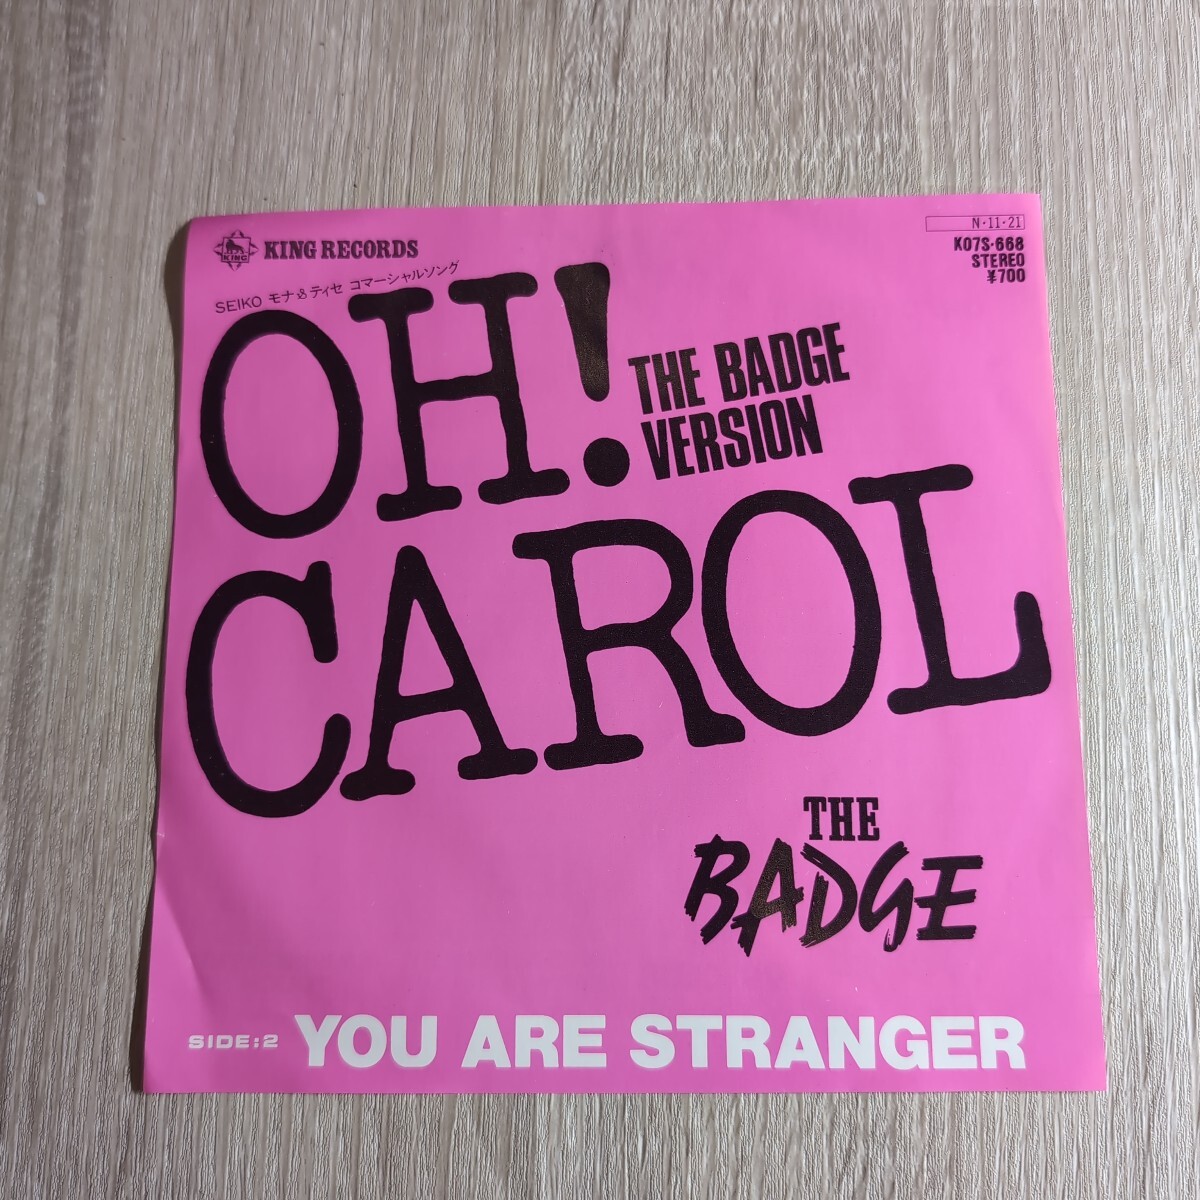 KING
KING RECORDS
N・11・21
K07S-668
STEREO
¥700
SEIKO モナ&ティセ コマーシャルソング
OH!
THE BADGE
VERSION
CAROL
THE
BADGE
SIDE:2 YOU ARE STRANGER